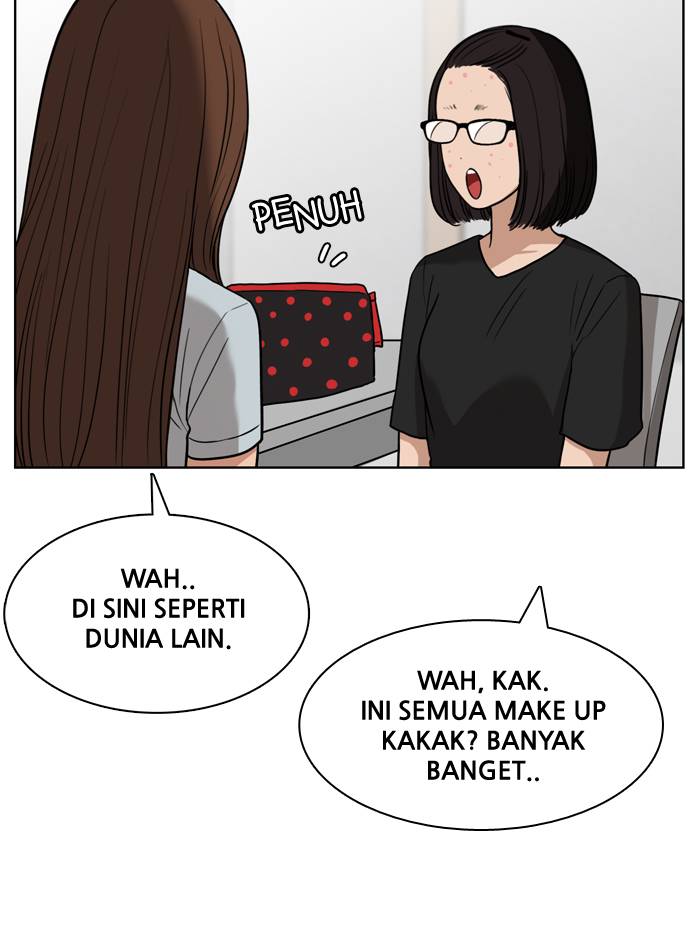 PENUH
WAH..
DI SINI SEPERTI
DUNIA LAIN.
WAH, KAK.
INI SEMUA MAKE UP
KAKAK? BANYAK
BANGET..